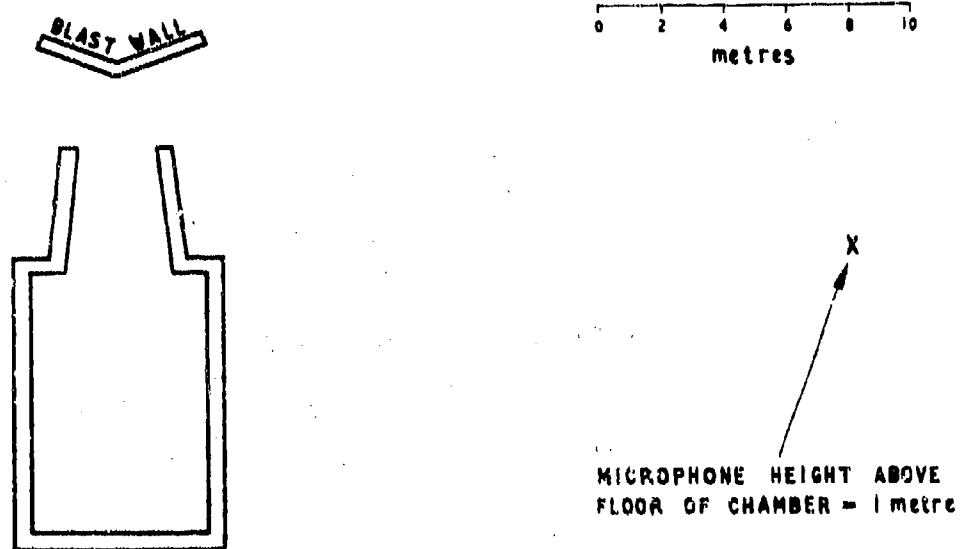 BLAST WALL
0 2 4 6 8 10
metres
X
MICROPHONE HEIGHT ABOVE
FLOOR OF CHAMBER = 1 metre